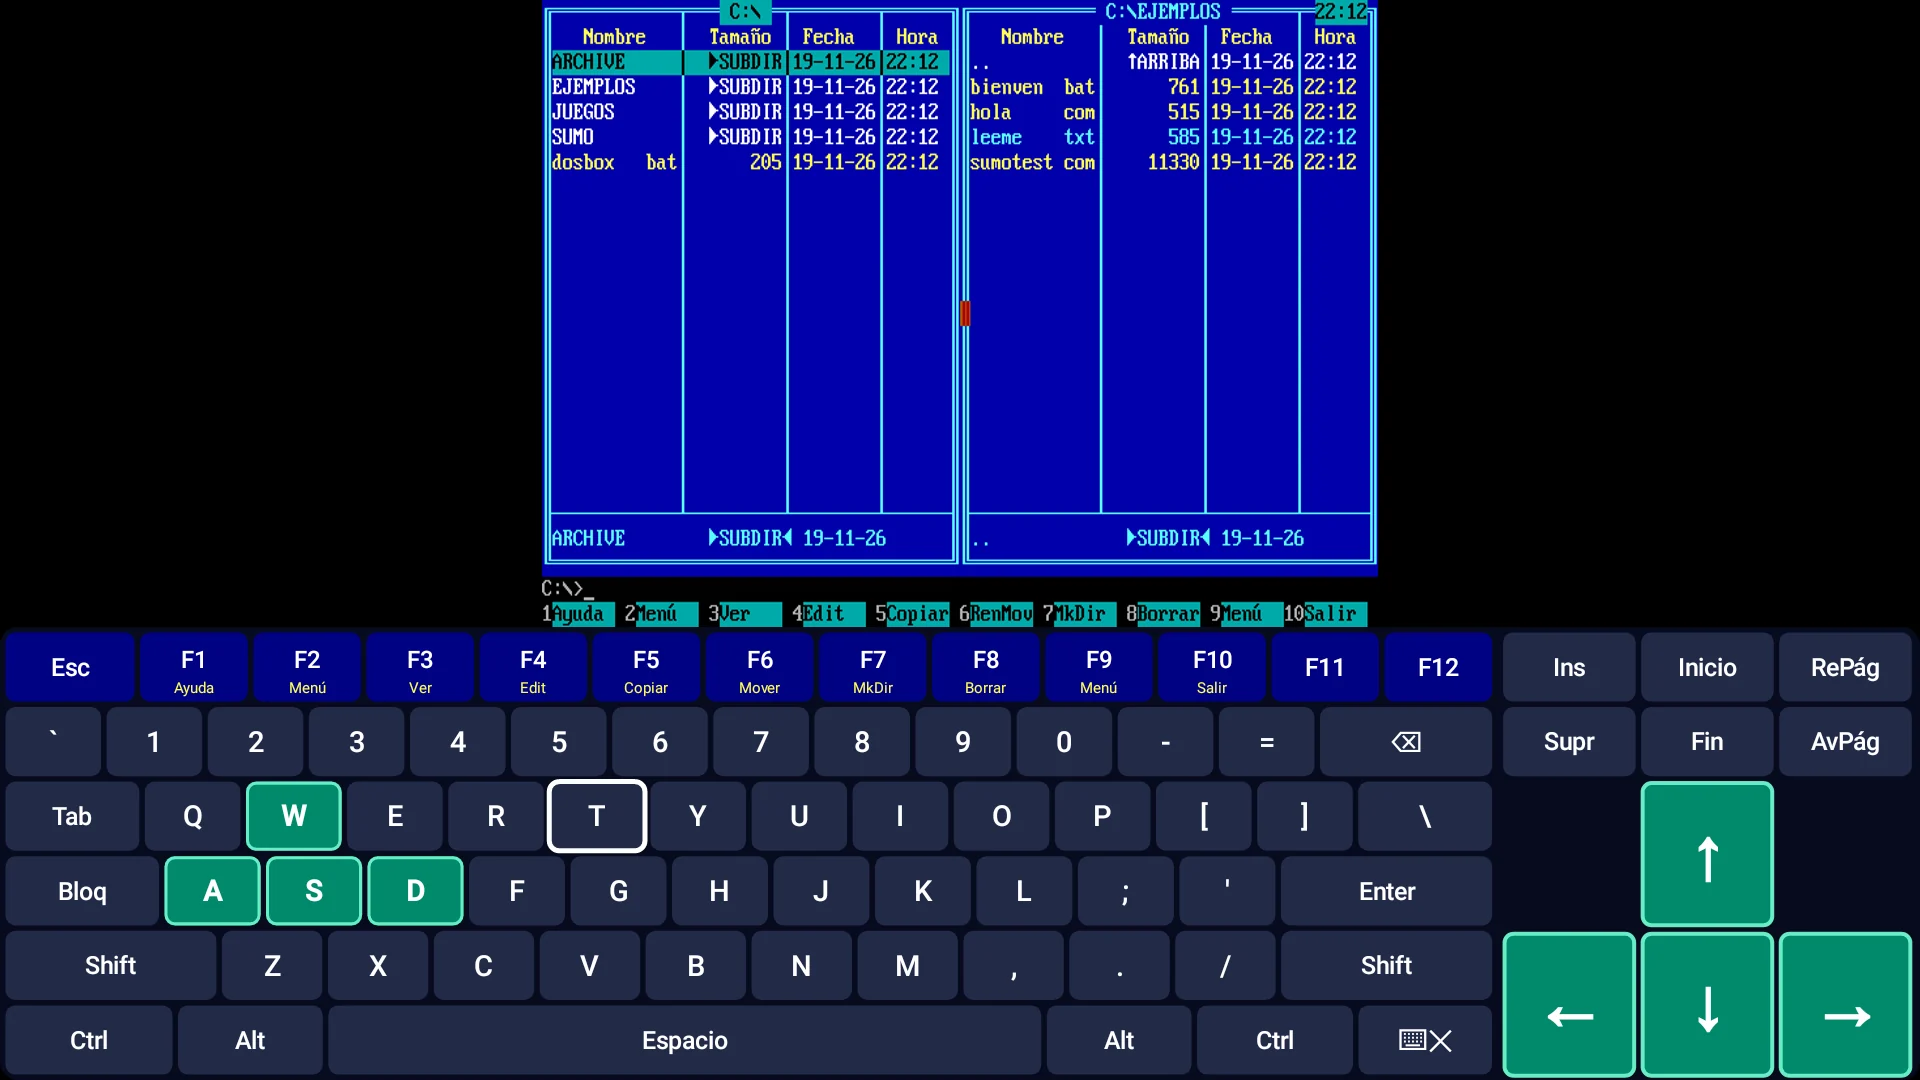 C:\ C:\EJEMPLOS 22:12
Nombre Tamaño Fecha Hora Nombre Tamaño Fecha Hora
ARCHIVE ►SUBDIR 19-11-26 22:12 .. ↑ARRIBA 19-11-26 22:12
EJEMPLOS ►SUBDIR 19-11-26 22:12 bienven bat 761 19-11-26 22:12
JUEGOS ►SUBDIR 19-11-26 22:12 hola com 515 19-11-26 22:12
SUMO ►SUBDIR 19-11-26 22:12 leeme txt 585 19-11-26 22:12
dosbox bat 205 19-11-26 22:12 sumotest com 11330 19-11-26 22:12
ARCHIVE ►SUBDIR◄ 19-11-26 .. ►SUBDIR◄ 19-11-26
C:\>_
1Ayuda 2Menú 3Ver 4Edit 5Copiar 6RenMov 7MkDir 8Borrar 9Menú 10Salir
Esc F1 F2 F3 F4 F5 F6 F7 F8 F9 F10 F11 F12 Ins Inicio RePág
Ayuda Menú Ver Edit Copiar Mover MkDir Borrar Menú Salir
` 1 2 3 4 5 6 7 8 9 0 - = ⌫ Supr Fin AvPág
Tab Q W E R T Y U I O P [ ] \ ↑
Bloq A S D F G H J K L ; ' Enter
Shift Z X C V B N M , . / Shift
Ctrl Alt Espacio Alt Ctrl ← ↓ →